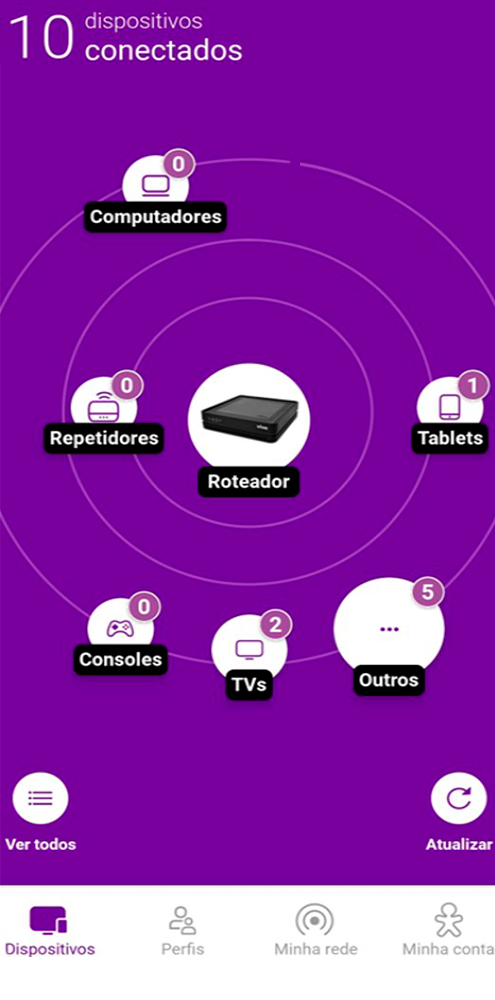 10 dispositivos
conectados
0
Computadores
0
Repetidores
1
Tablets
vivo
Roteador
0
Consoles
2
TVs
5
Outros
Ver todos
Atualizar
Dispositivos
Perfis
Minha rede
Minha conta